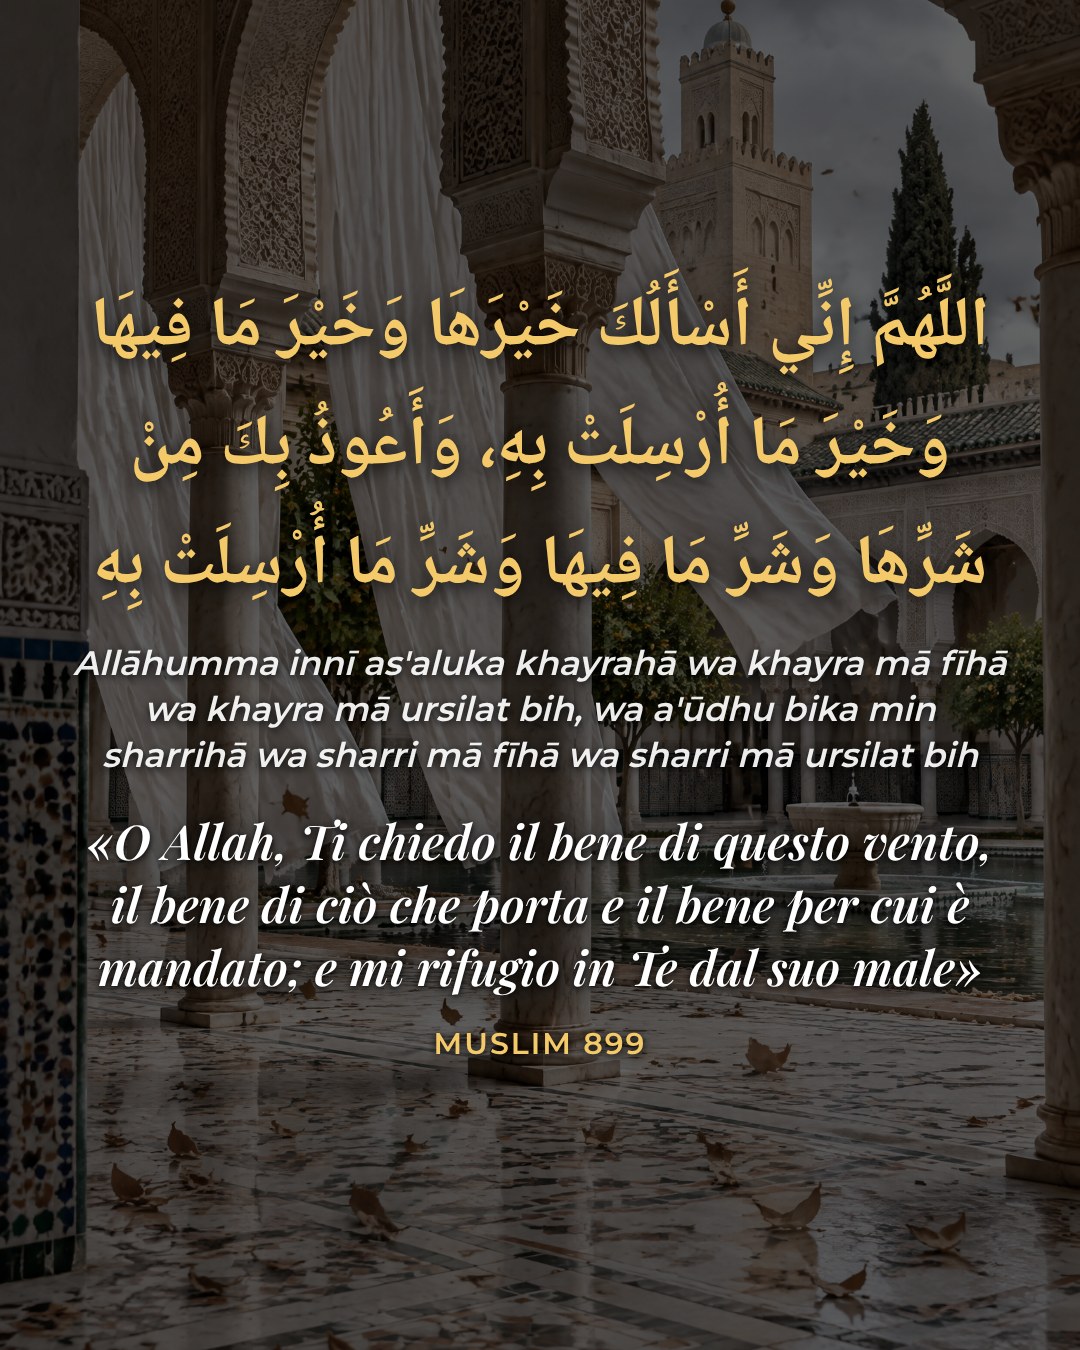 اللَّهُمَّ إِنِّي أَسْأَلُكَ خَيْرَهَا وَخَيْرَ مَا فِيهَا
وَخَيْرَ مَا أُرْسِلَتْ بِهِ، وَأَعُوذُ بِكَ مِنْ
شَرِّهَا وَشَرِّ مَا فِيهَا وَشَرِّ مَا أُرْسِلَتْ بِهِ
Allāhumma innī as'aluka khayrahā wa khayra mā fīhā
wa khayra mā ursilat bih, wa a'ūdhu bika min
sharrihā wa sharri mā fīhā wa sharri mā ursilat bih
«O Allah, Ti chiedo il bene di questo vento,
il bene di ciò che porta e il bene per cui è
mandato; e mi rifugio in Te dal suo male»
MUSLIM 899